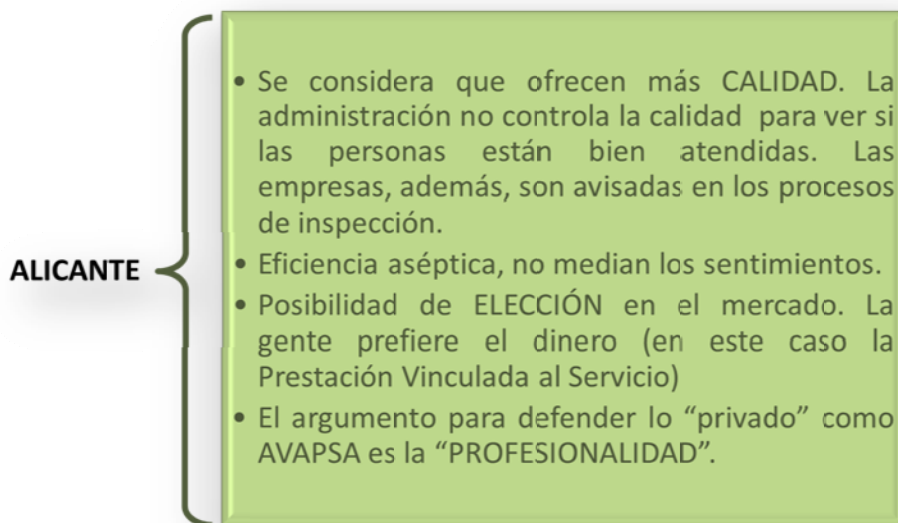 ALICANTE
• Se considera que ofrecen más CALIDAD. La
administración no controla la calidad para ver si
las personas están bien atendidas. Las
empresas, además, son avisadas en los procesos
de inspección.
• Eficiencia aséptica, no median los sentimientos.
• Posibilidad de ELECCIÓN en el mercado. La
gente prefiere el dinero (en este caso la
Prestación Vinculada al Servicio)
• El argumento para defender lo “privado” como
AVAPSA es la “PROFESIONALIDAD”.